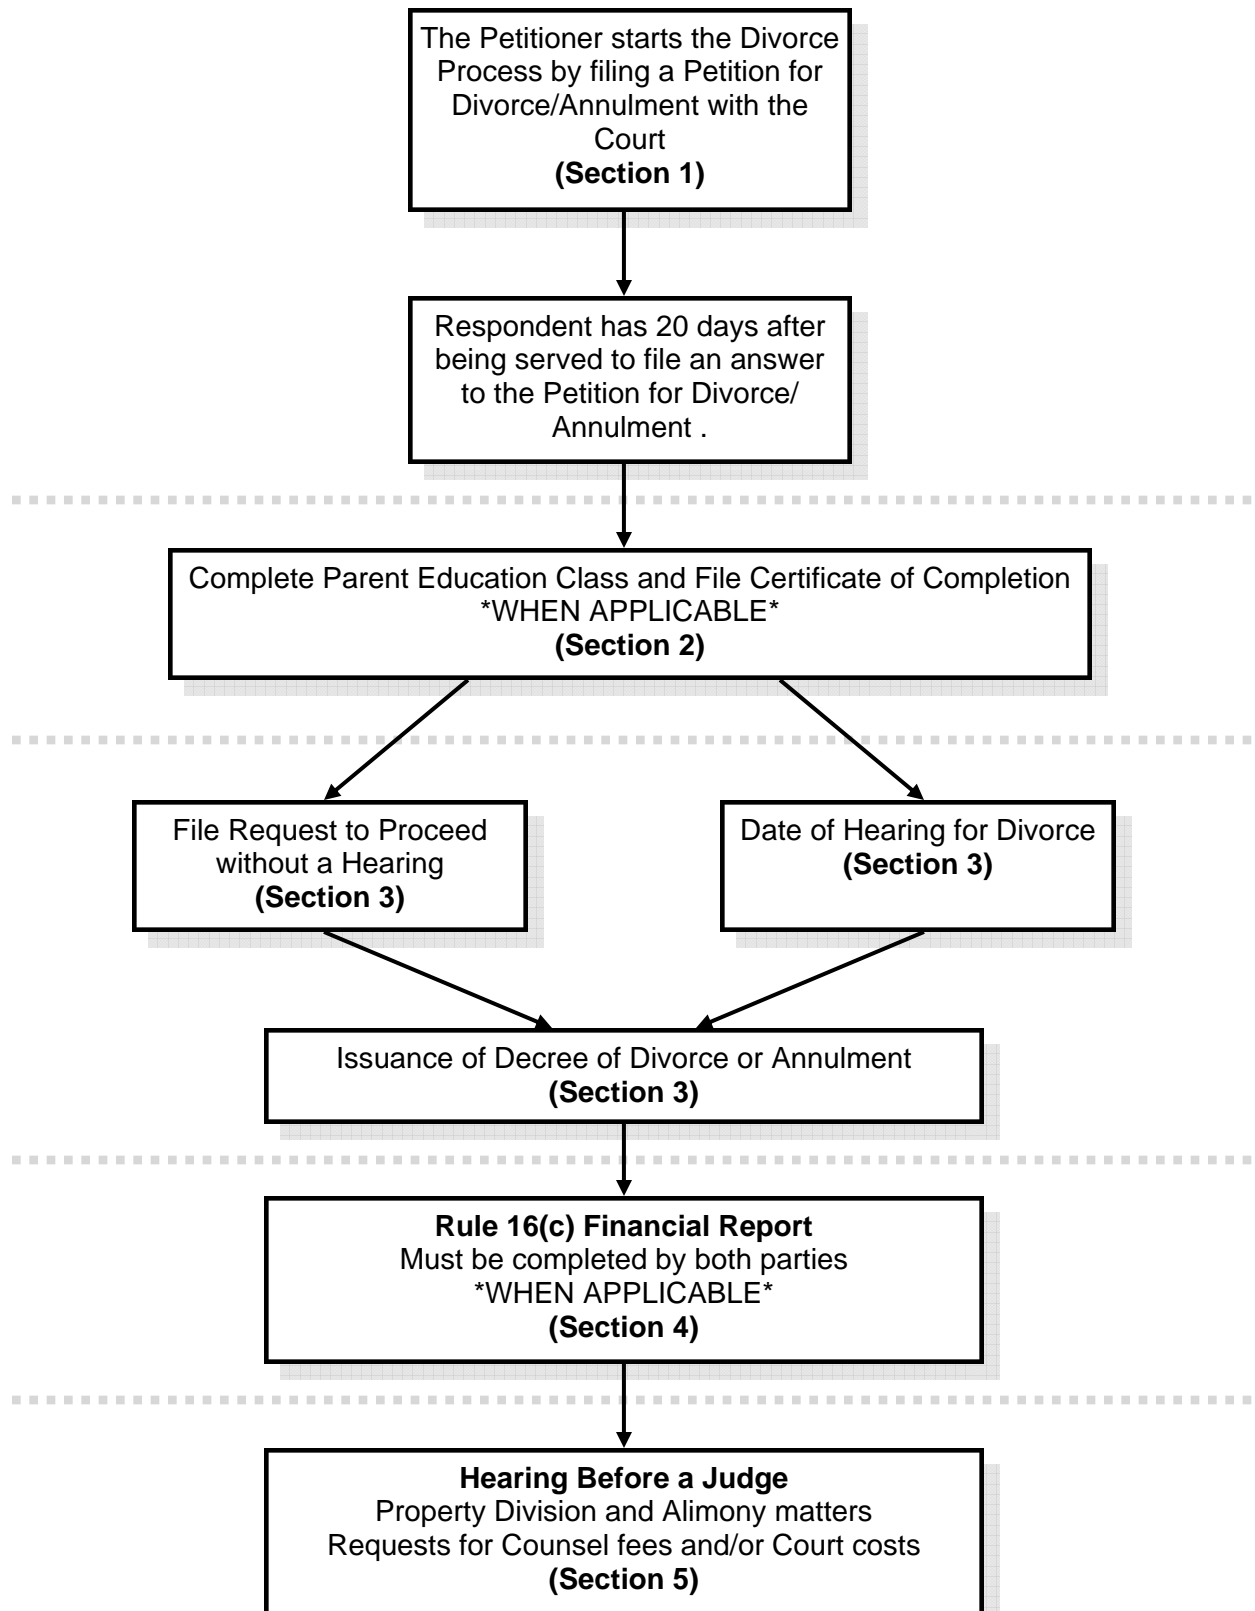 The Petitioner starts the Divorce
Process by filing a Petition for
Divorce/Annulment with the
Court
(Section 1)
Respondent has 20 days after
being served to file an answer
to the Petition for Divorce/
Annulment .
Complete Parent Education Class and File Certificate of Completion
*WHEN APPLICABLE*
(Section 2)
File Request to Proceed
without a Hearing
(Section 3)
Date of Hearing for Divorce
(Section 3)
Issuance of Decree of Divorce or Annulment
(Section 3)
Rule 16(c) Financial Report
Must be completed by both parties
*WHEN APPLICABLE*
(Section 4)
Hearing Before a Judge
Property Division and Alimony matters
Requests for Counsel fees and/or Court costs
(Section 5)